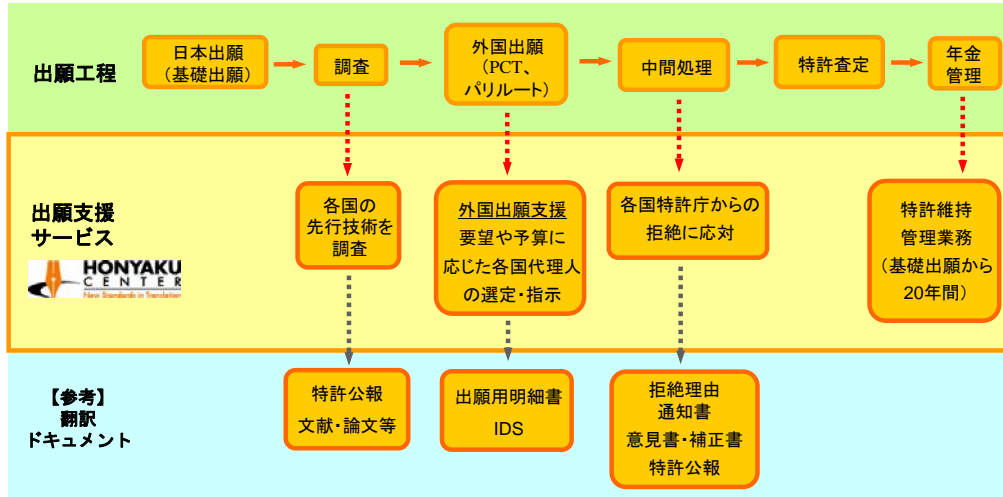 出願工程
日本出願
(基礎出願)
調査
外国出願
(PCT、
パリルート)
中間処理
特許査定
年金
管理
出願支援
サービス
HONYAKU
CENTER
New Standards in Translation
各国の
先行技術を
調査
外国出願支援
要望や予算に
応じた各国代理人
の選定・指示
各国特許庁からの
拒絶に応対
特許維持
管理業務
(基礎出願から
20年間)
【参考】
翻訳
ドキュメント
特許公報
文献・論文等
出願用明細書
IDS
拒絶理由
通知書
意見書・補正書
特許公報